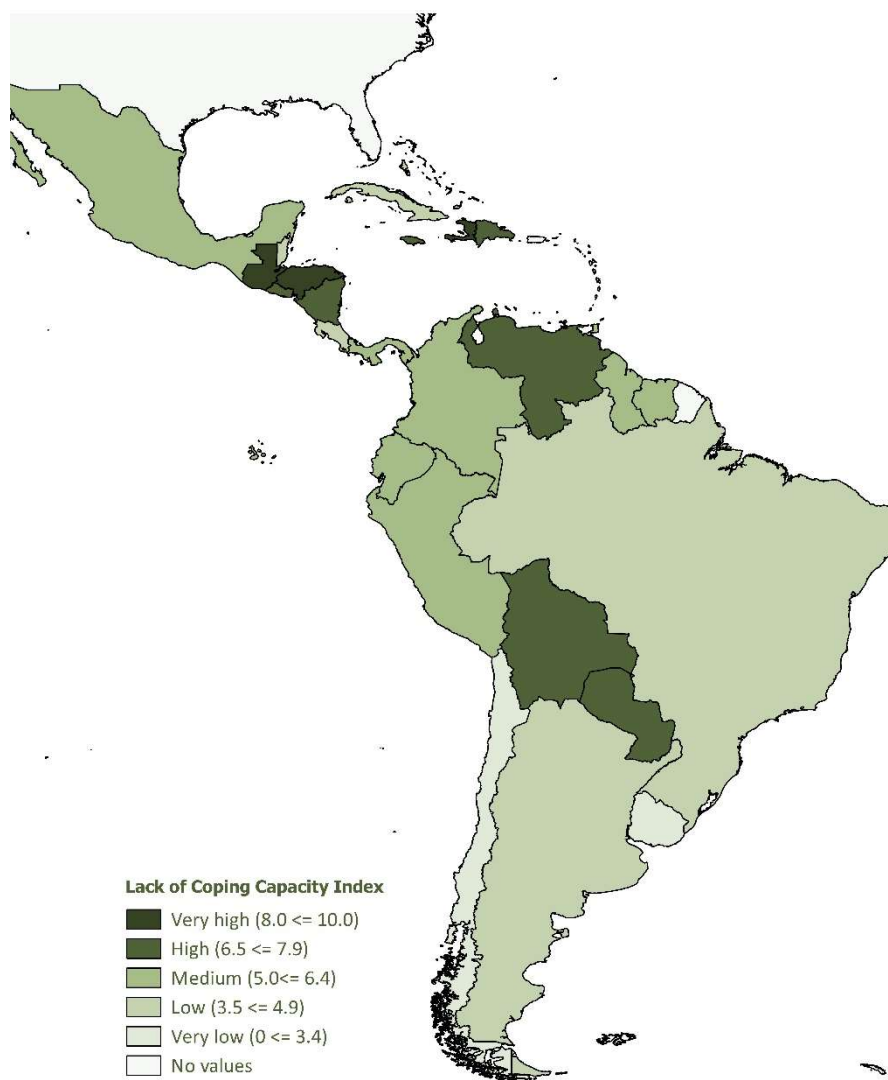 Lack of Coping Capacity Index
Very high (8.0 <= 10.0)
High (6.5 <= 7.9)
Medium (5.0<= 6.4)
Low (3.5 <= 4.9)
Very low (0 <= 3.4)
No values